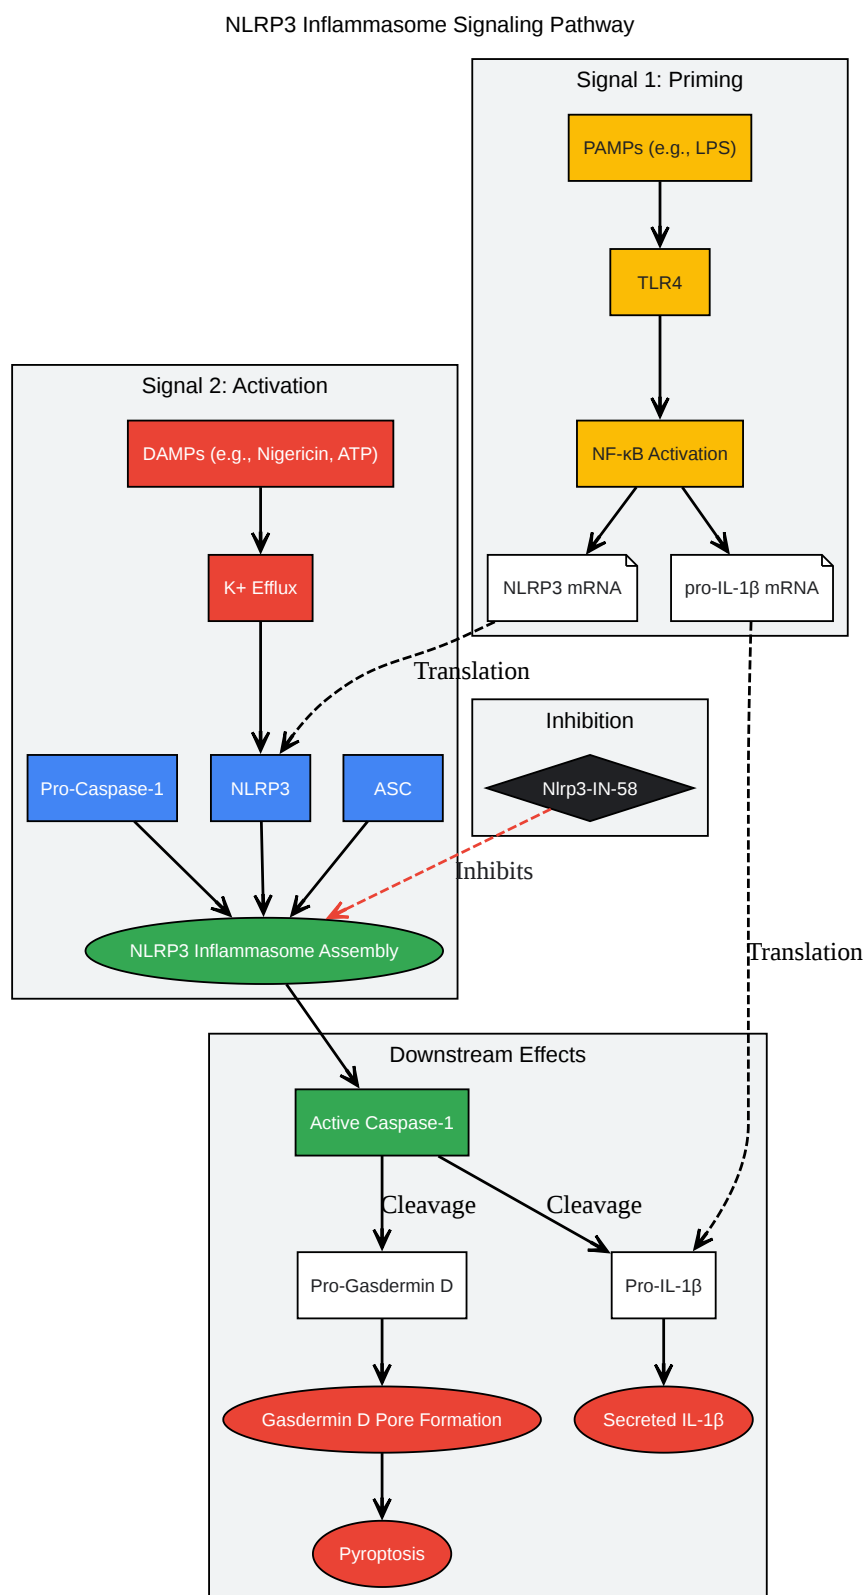 NLRP3 Inflammasome Signaling Pathway
Signal 1: Priming
PAMPs (e.g., LPS)
TLR4
NF-κB Activation
NLRP3 mRNA
pro-IL-1β mRNA
Signal 2: Activation
DAMPs (e.g., Nigericin, ATP)
K+ Efflux
Translation
Pro-Caspase-1
NLRP3
ASC
Inhibition
Nlrp3-IN-58
Inhibits
NLRP3 Inflammasome Assembly
Translation
Downstream Effects
Active Caspase-1
Cleavage
Cleavage
Pro-Gasdermin D
Pro-IL-1β
Gasdermin D Pore Formation
Secreted IL-1β
Pyroptosis